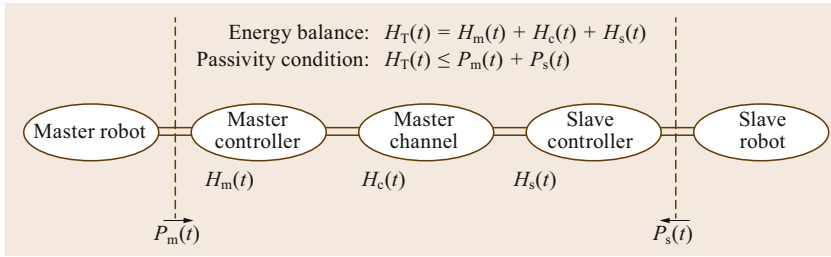 Energy balance: H_T(t) = H_m(t) + H_c(t) + H_s(t)
Passivity condition: H_T(t) ≤ P_m(t) + P_s(t)
Master robot
Master
controller
Master
channel
Slave
controller
Slave
robot
H_m(t)
H_c(t)
H_s(t)
P_m(t)
P_s(t)